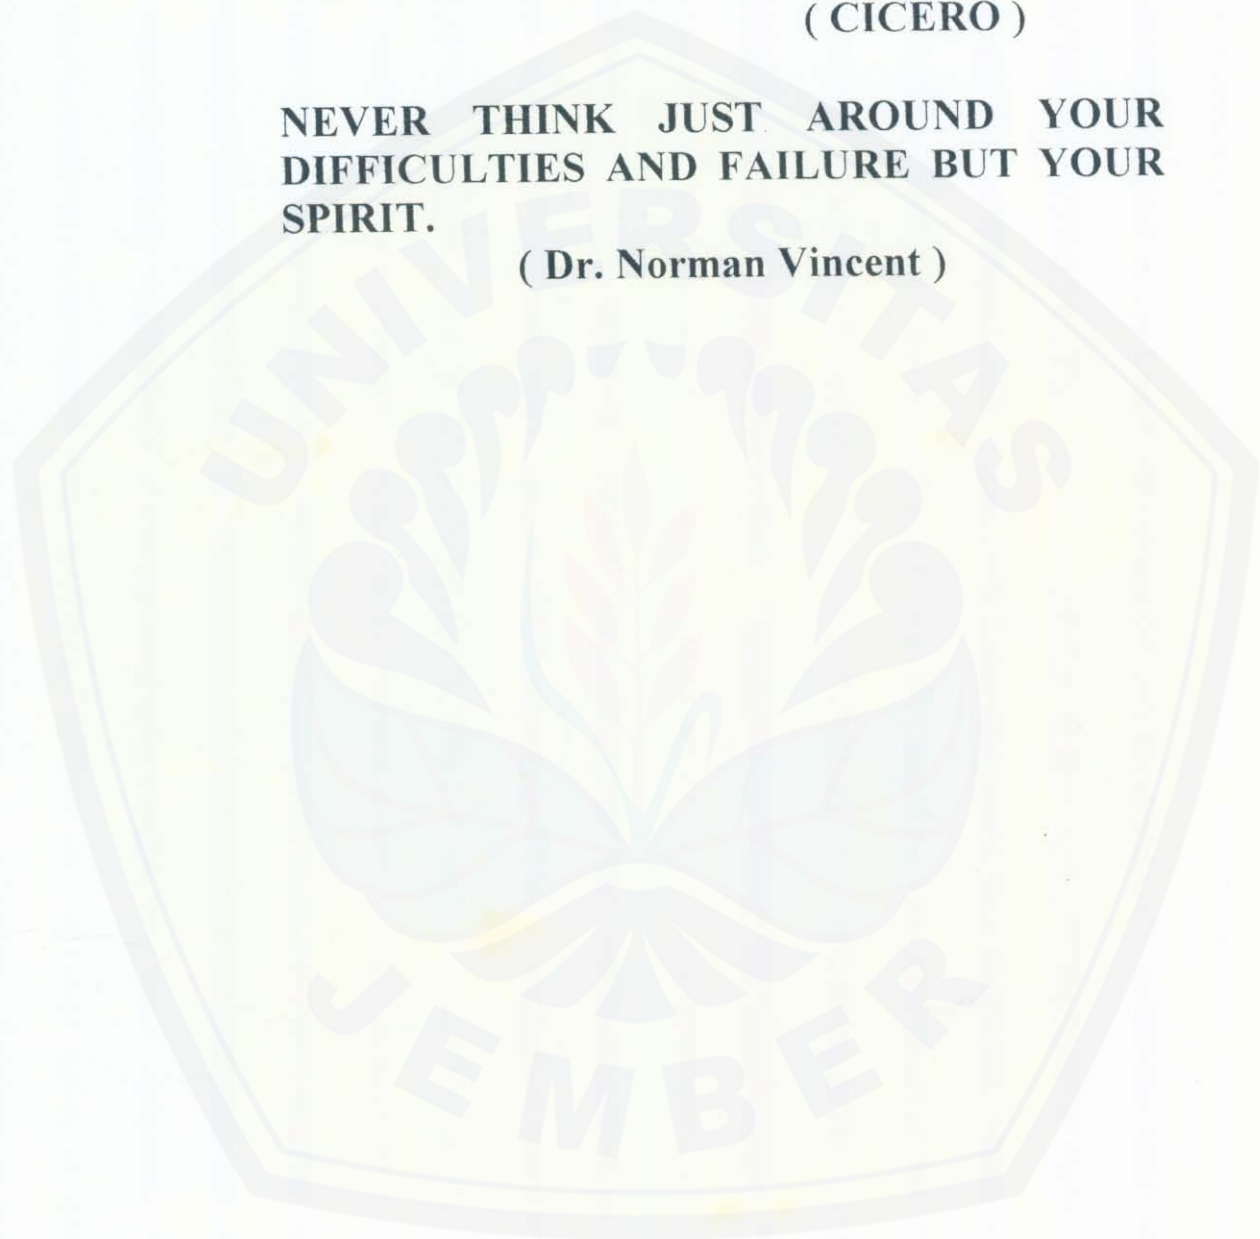 ( CICERO )
NEVER THINK JUST AROUND YOUR
DIFFICULTIES AND FAILURE BUT YOUR
SPIRIT.
( Dr. Norman Vincent )
UNIVERSITAS
JEMBER